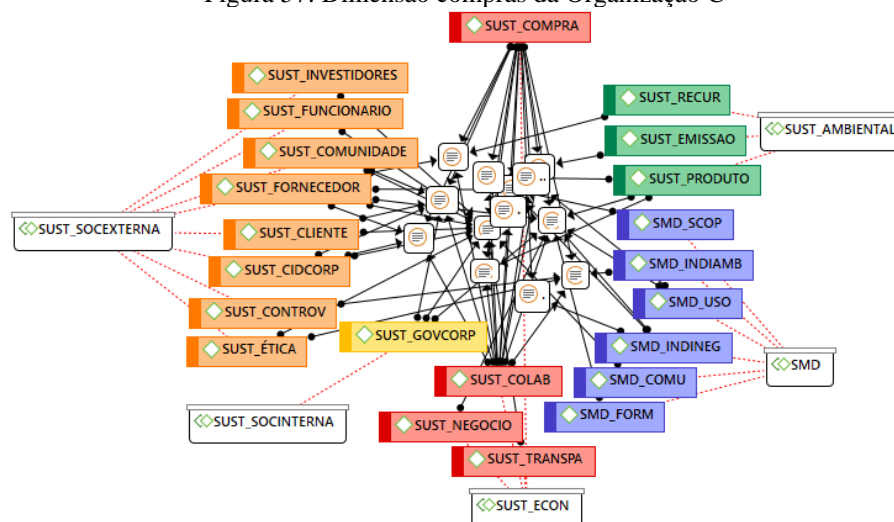 Figura 37: Dimensão compras da Organização C
SUST_COMPRA
SUST_INVESTIDORES
SUST_FUNCIONARIO
SUST_COMUNIDADE
SUST_FORNECEDOR
SUST_SOCEXTERNA
SUST_CLIENTE
SUST_CIDCORP
SUST_CONTROV
SUST_ÉTICA
SUST_GOVCORP
SUST_SOCINTERNA
SUST_RECUR
SUST_EMISSAO
SUST_AMBIENTAL
SUST_PRODUTO
SMD_SCOP
SMD_INDIAMB
SMD_USO
SMD_INDINEG
SMD
SMD_COMU
SMD_FORM
SUST_COLAB
SUST_NEGOCIO
SUST_TRANSPA
SUST_ECON